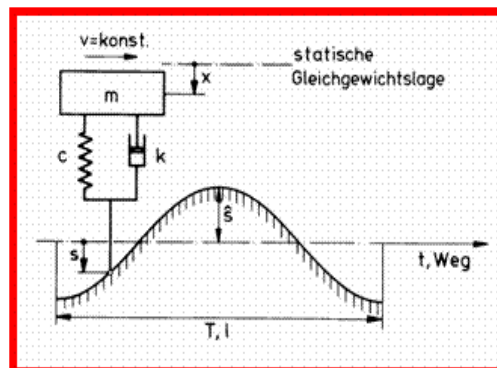 v=konst.
statische
Gleichgewichtslage
x
m
c
k
ŝ
s
t, Weg
T, l